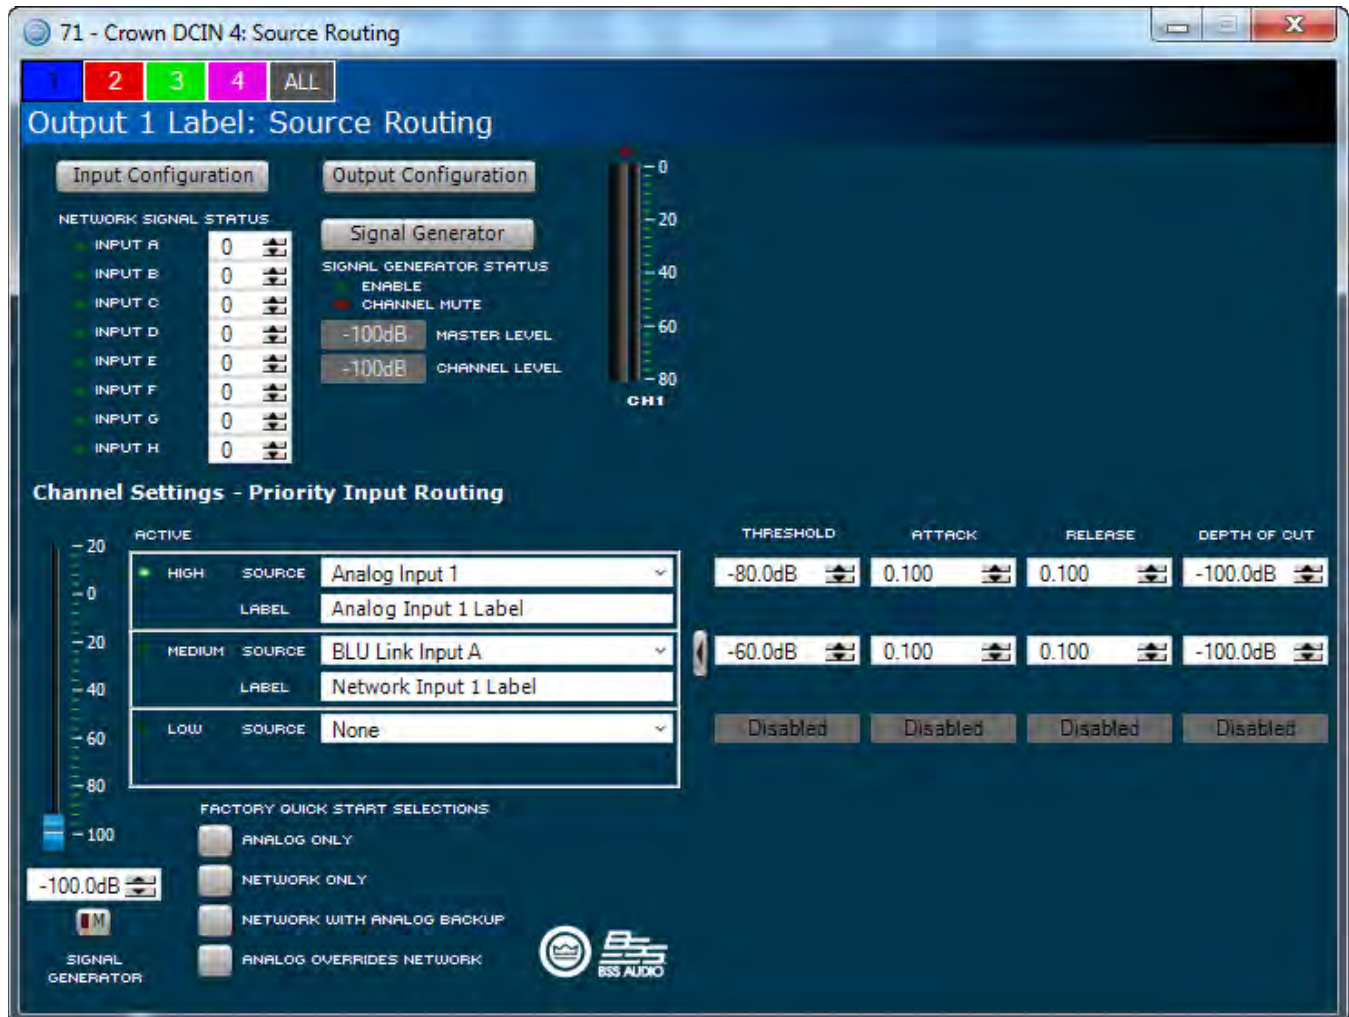 71 - Crown DCIN 4: Source Routing
1 2 3 4 ALL
Output 1 Label: Source Routing
Input Configuration
Output Configuration
NETWORK SIGNAL STATUS
INPUT A 0
INPUT B 0
INPUT C 0
INPUT D 0
INPUT E 0
INPUT F 0
INPUT G 0
INPUT H 0
Signal Generator
SIGNAL GENERATOR STATUS
ENABLE
CHANNEL MUTE
-100dB MASTER LEVEL
-100dB CHANNEL LEVEL
0
20
40
60
80
CH1
Channel Settings - Priority Input Routing
20
0
20
40
60
80
100
-100.0dB
M
SIGNAL
GENERATOR
ACTIVE
THRESHOLD ATTACK RELEASE DEPTH OF CUT
HIGH SOURCE Analog Input 1 -80.0dB 0.100 0.100 -100.0dB
LABEL Analog Input 1 Label
MEDIUM SOURCE BLU Link Input A -60.0dB 0.100 0.100 -100.0dB
LABEL Network Input 1 Label
LOW SOURCE None Disabled Disabled Disabled Disabled
FACTORY QUICK START SELECTIONS
ANALOG ONLY
NETWORK ONLY
NETWORK WITH ANALOG BACKUP
ANALOG OVERRIDES NETWORK
BSS
BSS AUDIO